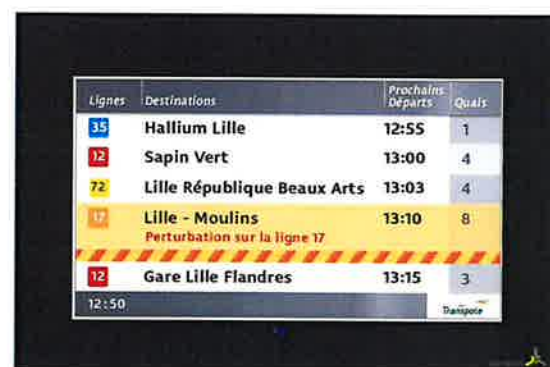 Lignes Destinations Prochains Départs Quais
35 Hallium Lille 12:55 1
12 Sapin Vert 13:00 4
72 Lille République Beaux Arts 13:03 4
17 Lille - Moulins 13:10 8
Perturbation sur la ligne 17
12 Gare Lille Flandres 13:15 3
12:50 Transpole